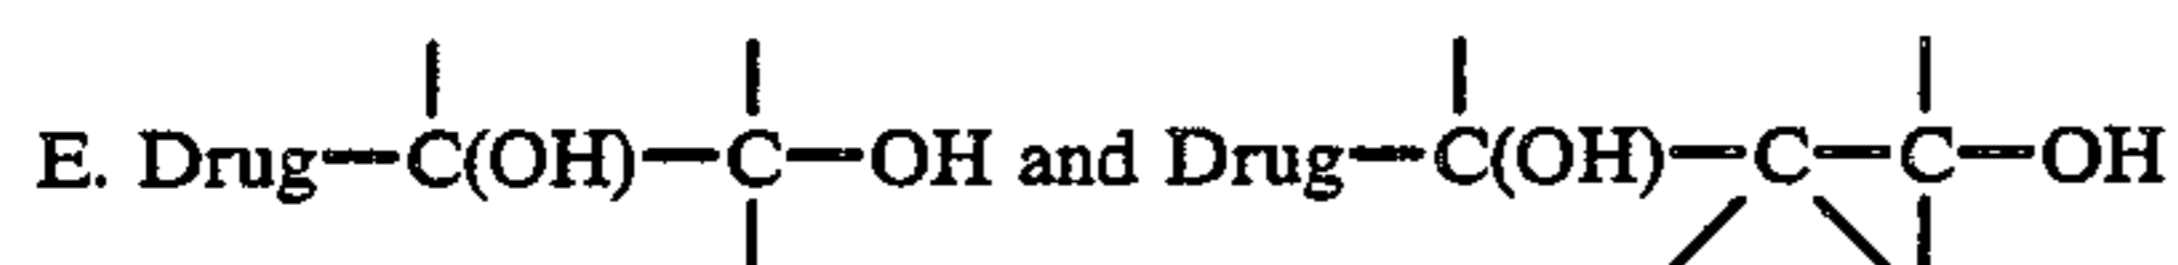 E. Drug—C(OH)—C—OH and Drug—C(OH)—C—C—OH